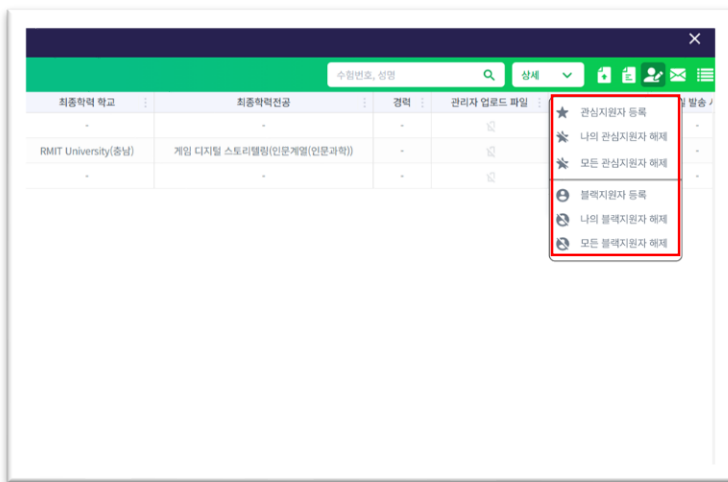 수험번호, 성명
상세
최종학력 학교
최종학력전공
경력
관리자 업로드 파일
일 발송 /
-
-
-
-
RMIT University(충남)
게임 디지털 스토리텔링(인문계열(인문과학))
-
-
-
-
-
-
관심지원자 등록
나의 관심지원자 해제
모든 관심지원자 해제
블랙지원자 등록
나의 블랙지원자 해제
모든 블랙지원자 해제